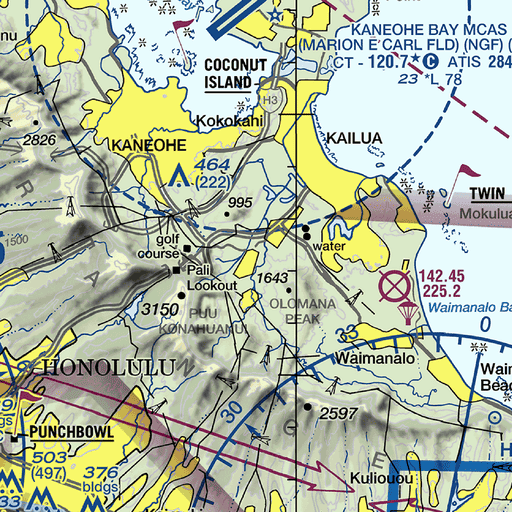 KANEOHE BAY MCAS
(MARION E CARL FLD) (NGF) (
CT - 120.7 * C ATIS 284
23 *L 78
COCONUT
ISLAND
H3
Kokokahi
KAILUA
2826
KANEOHE
464
(222)
995
TWIN
Mokulua
1500
golf
course
water
Pali
Lookout
1643
142.45
225.2
3150
PUU
KONAHUANUI
OLOMANA
PEAK
Waimanalo Ba
33
0
HONOLULU
Waimanalo
Waim
Beac
30
2597
PUNCHBOWL
503
(497)
376
bldgs
Kuliouou
H
33